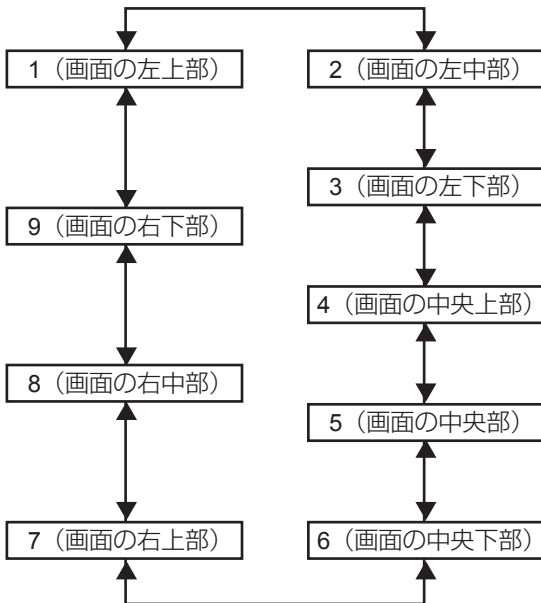 1（画面の左上部）
2（画面の左中部）
3（画面の左下部）
9（画面の右下部）
4（画面の中央上部）
8（画面の右中部）
5（画面の中央部）
7（画面の右上部）
6（画面の中央下部）